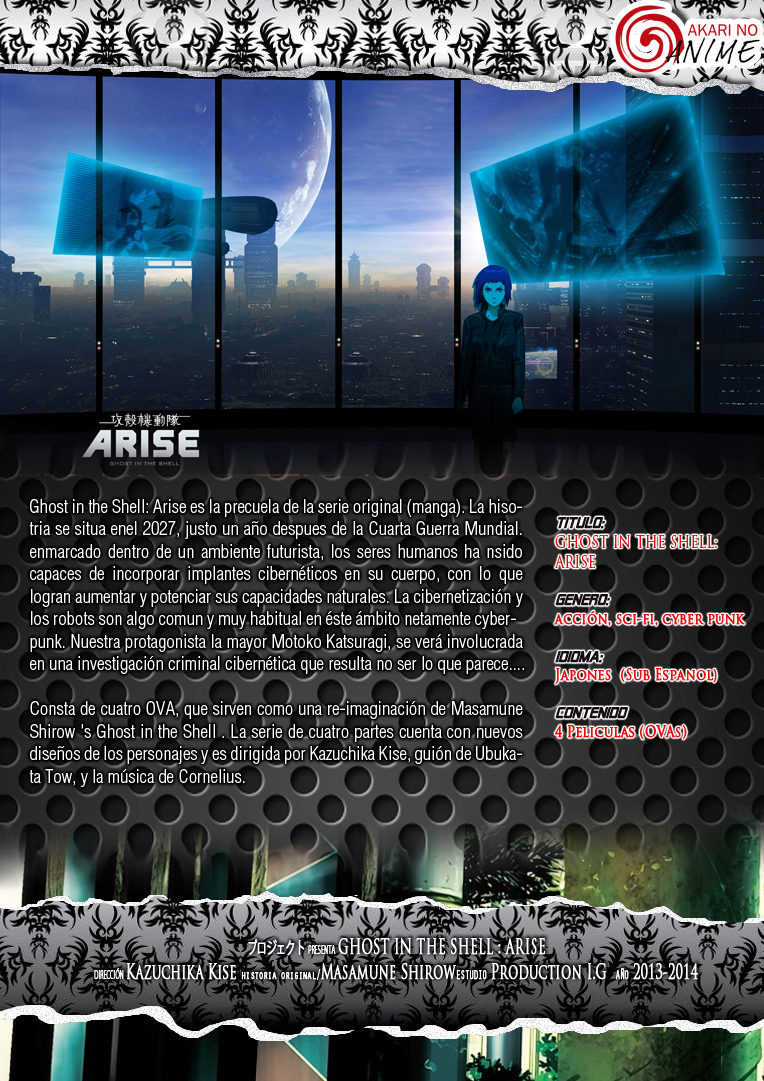 AKARI NO
ANIME
攻殻機動隊
ARISE
GHOST IN THE SHELL
Ghost in the Shell: Arise es la precuela de la serie original (manga). La hiso-
tria se situa enel 2027, justo un año despues de la Cuarta Guerra Mundial.
enmarcado dentro de un ambiente futurista, los seres humanos ha nsido
capaces de incorporar implantes cibernéticos en su cuerpo, con lo que
logran aumentar y potenciar sus capacidades naturales. La cibernetización y
los robots son algo comun y muy habitual en éste ámbito netamente cyber-
punk. Nuestra protagonista la mayor Motoko Katsuragi, se verá involucrada
en una investigación criminal cibernética que resulta no ser lo que parece....
Consta de cuatro OVA, que sirven como una re-imaginación de Masamune
Shirow 's Ghost in the Shell . La serie de cuatro partes cuenta con nuevos
diseños de los personajes y es dirigida por Kazuchika Kise, guión de Ubuka-
ta Tow, y la música de Cornelius.
TITULO:
GHOST IN THE SHELL:
ARISE
GENERO:
ACCIÓN, SCI-FI, CYBER PUNK
IDIOMA:
JAPONES (SUB ESPANOL)
CONTENIDO
4 PELICULAS (OVAS)
プロジェクト PRESENTA GHOST IN THE SHELL : ARISE
DIRECCIÓN KAZUCHIKA KISE HISTORIA ORIGINAL/MASAMUNE SHIROW ESTUDIO PRODUCTION I.G AÑO 2013-2014